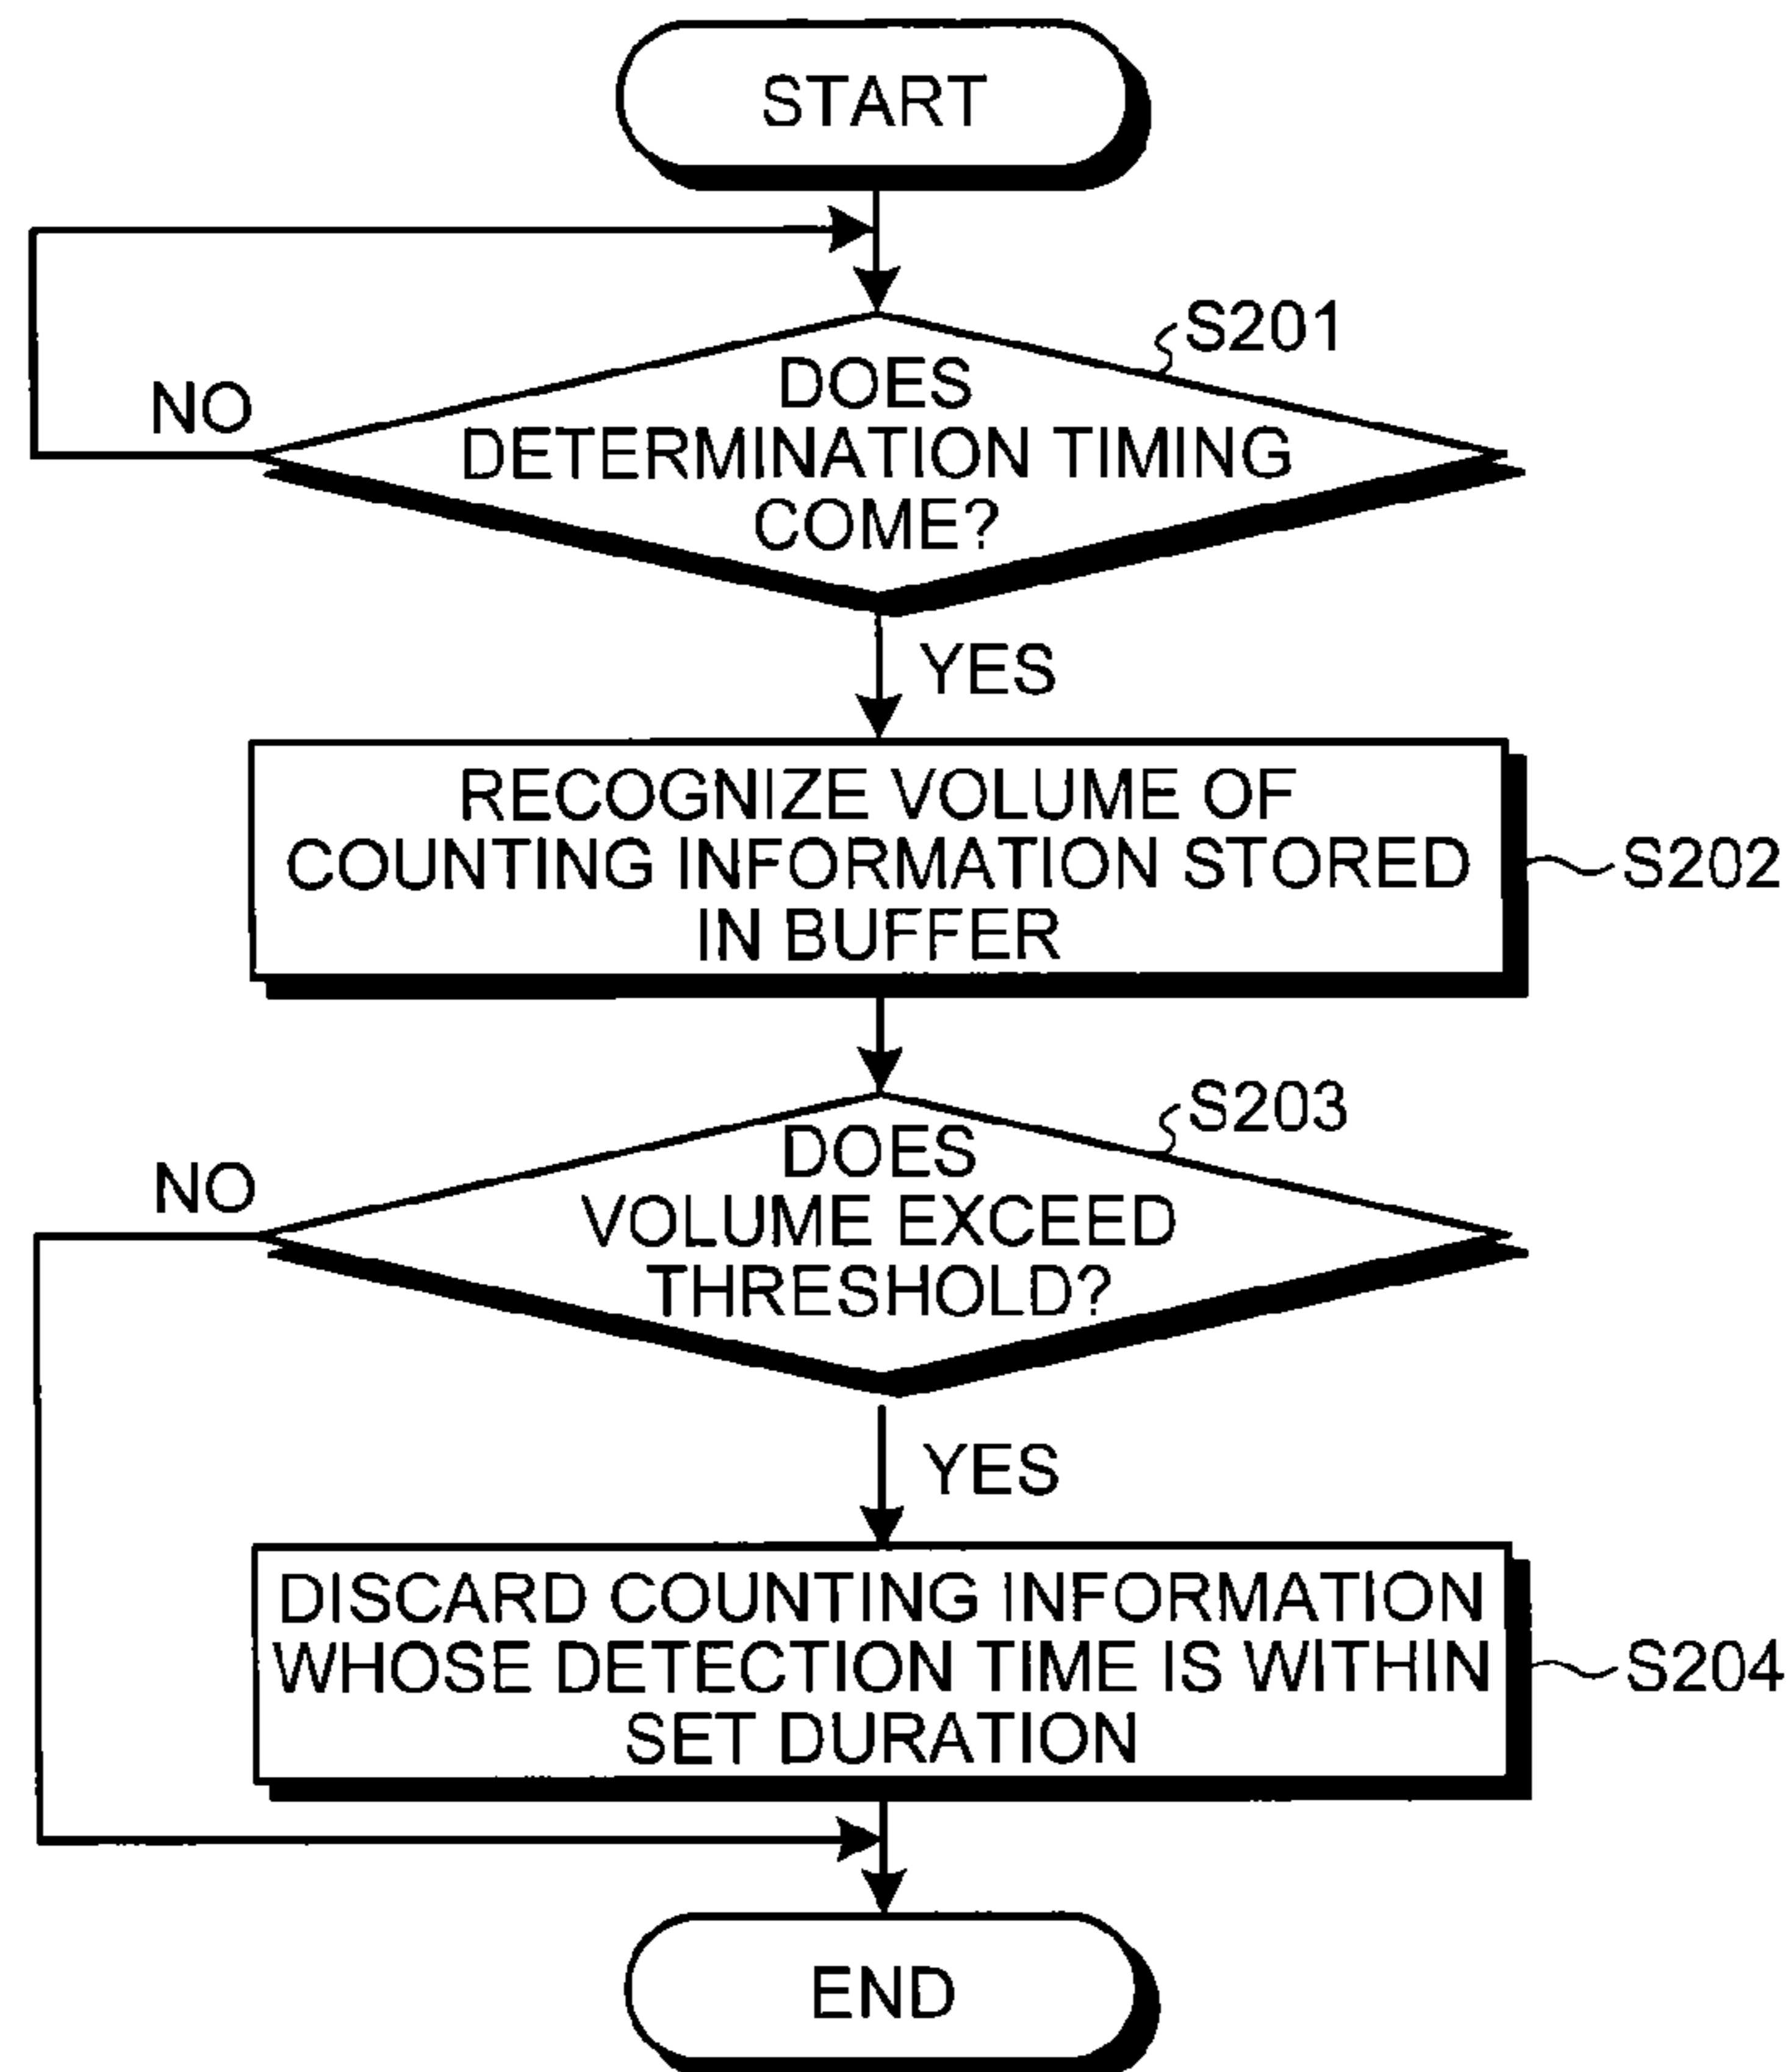 START
S201
DOES
DETERMINATION TIMING
COME?
NO
YES
RECOGNIZE VOLUME OF
COUNTING INFORMATION STORED
IN BUFFER
S202
S203
DOES
VOLUME EXCEED
THRESHOLD?
NO
YES
DISCARD COUNTING INFORMATION
WHOSE DETECTION TIME IS WITHIN
SET DURATION
S204
END